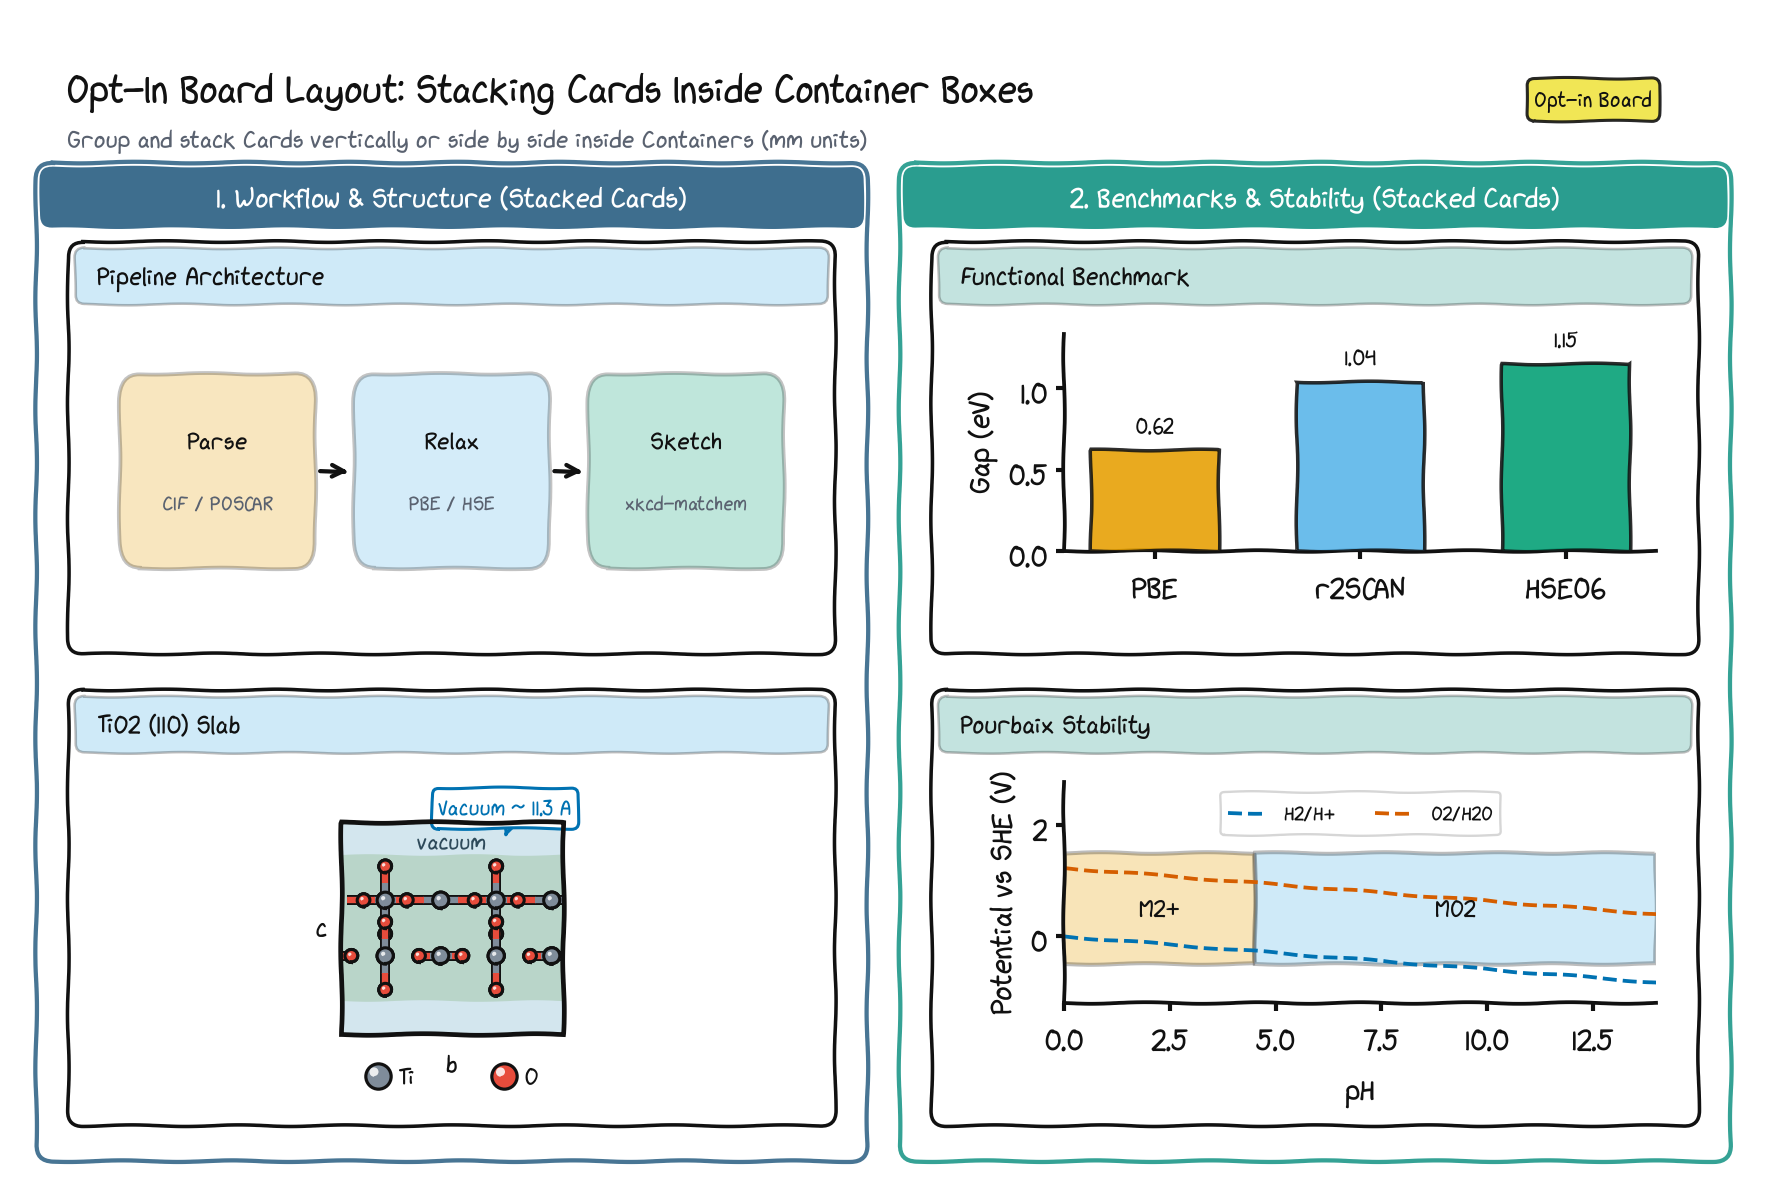 Opt-In Board Layout: Stacking Cards Inside Container Boxes
Opt-in Board
Group and stack Cards vertically or side by side inside Containers (mm units)
1. Workflow & Structure (Stacked Cards)
Pipeline Architecture
Parse
CIF / POSCAR
Relax
PBE / HSE
Sketch
xkcd-matchem
TiO2 (110) Slab
Vacuum ~ 11.3 A
vacuum
c
b
Ti
O
2. Benchmarks & Stability (Stacked Cards)
Functional Benchmark
Gap (eV)
1.0
0.5
0.0
0.62
1.04
1.15
PBE
r2SCAN
HSE06
Pourbaix Stability
Potential vs SHE (V)
2
0
H2/H+
O2/H2O
M2+
MO2
0.0
2.5
5.0
7.5
10.0
12.5
pH